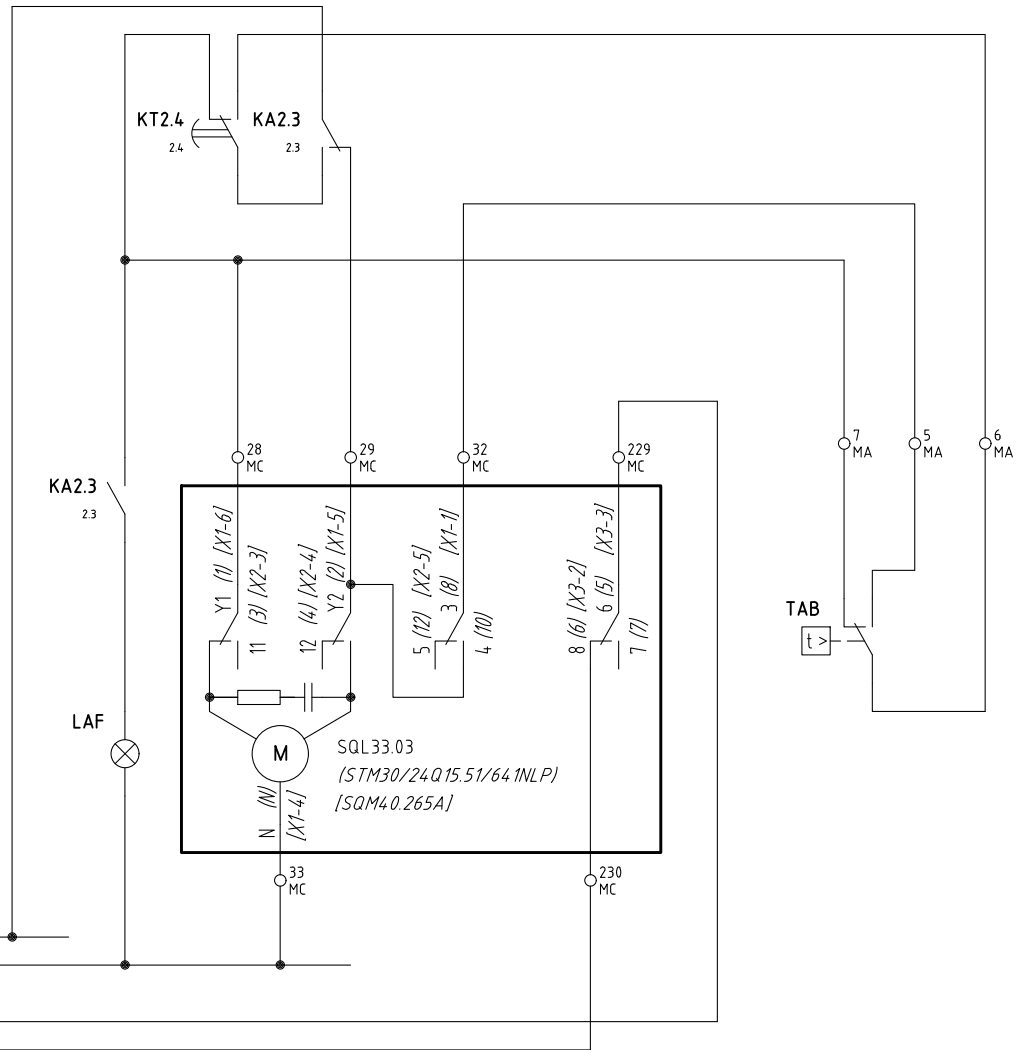 KT2.4
2.4
KA2.3
2.3
28
MC
29
MC
32
MC
229
MC
7
MA
5
MA
6
MA
KA2.3
2.3
Y1 (1) [X1-6]
11 (3) [X2-3]
12 (4) [X2-4]
Y2 (2) [X1-5]
5 (12) [X2-5]
3 (8) [X1-1]
4 (10)
8 (6) [X3-2]
6 (5) [X3-3]
7 (7)
TAB
t >
LAF
M
SQL33.03
(STM30/24Q15.51/641NLP)
[SQM40.265A]
N (N)
[X1-4]
33
MC
230
MC